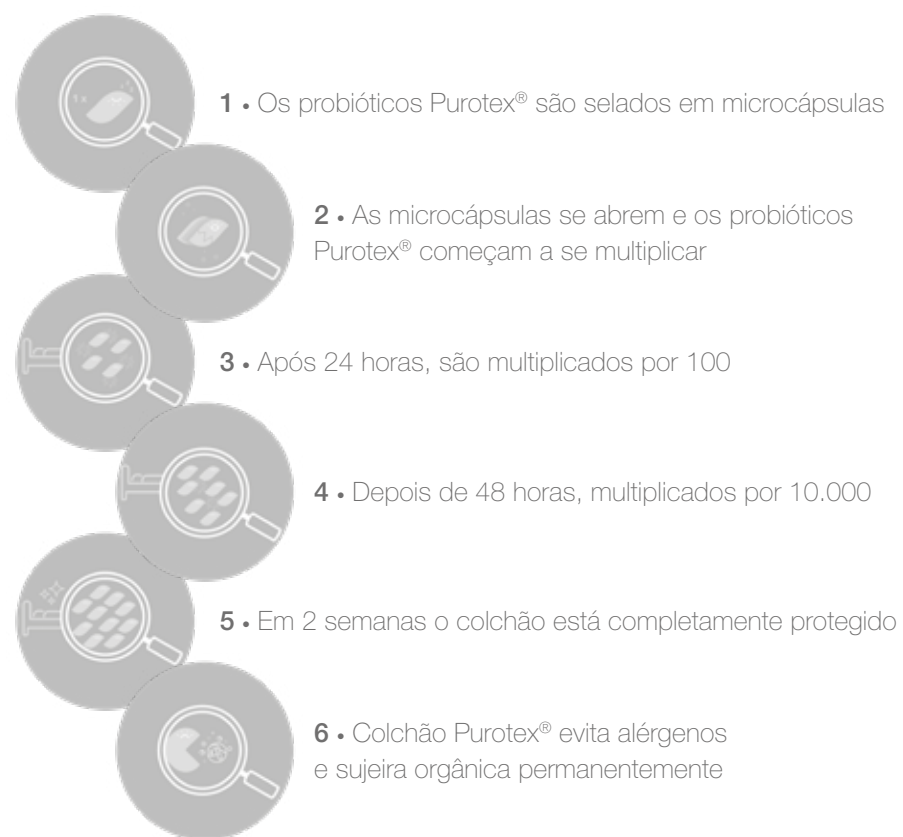 1 • Os probióticos Purotex® são selados em microcápsulas
2 • As microcápsulas se abrem e os probióticos
Purotex® começam a se multiplicar
3 • Após 24 horas, são multiplicados por 100
4 • Depois de 48 horas, multiplicados por 10.000
5 • Em 2 semanas o colchão está completamente protegido
6 • Colchão Purotex® evita alérgenos
e sujeira orgânica permanentemente